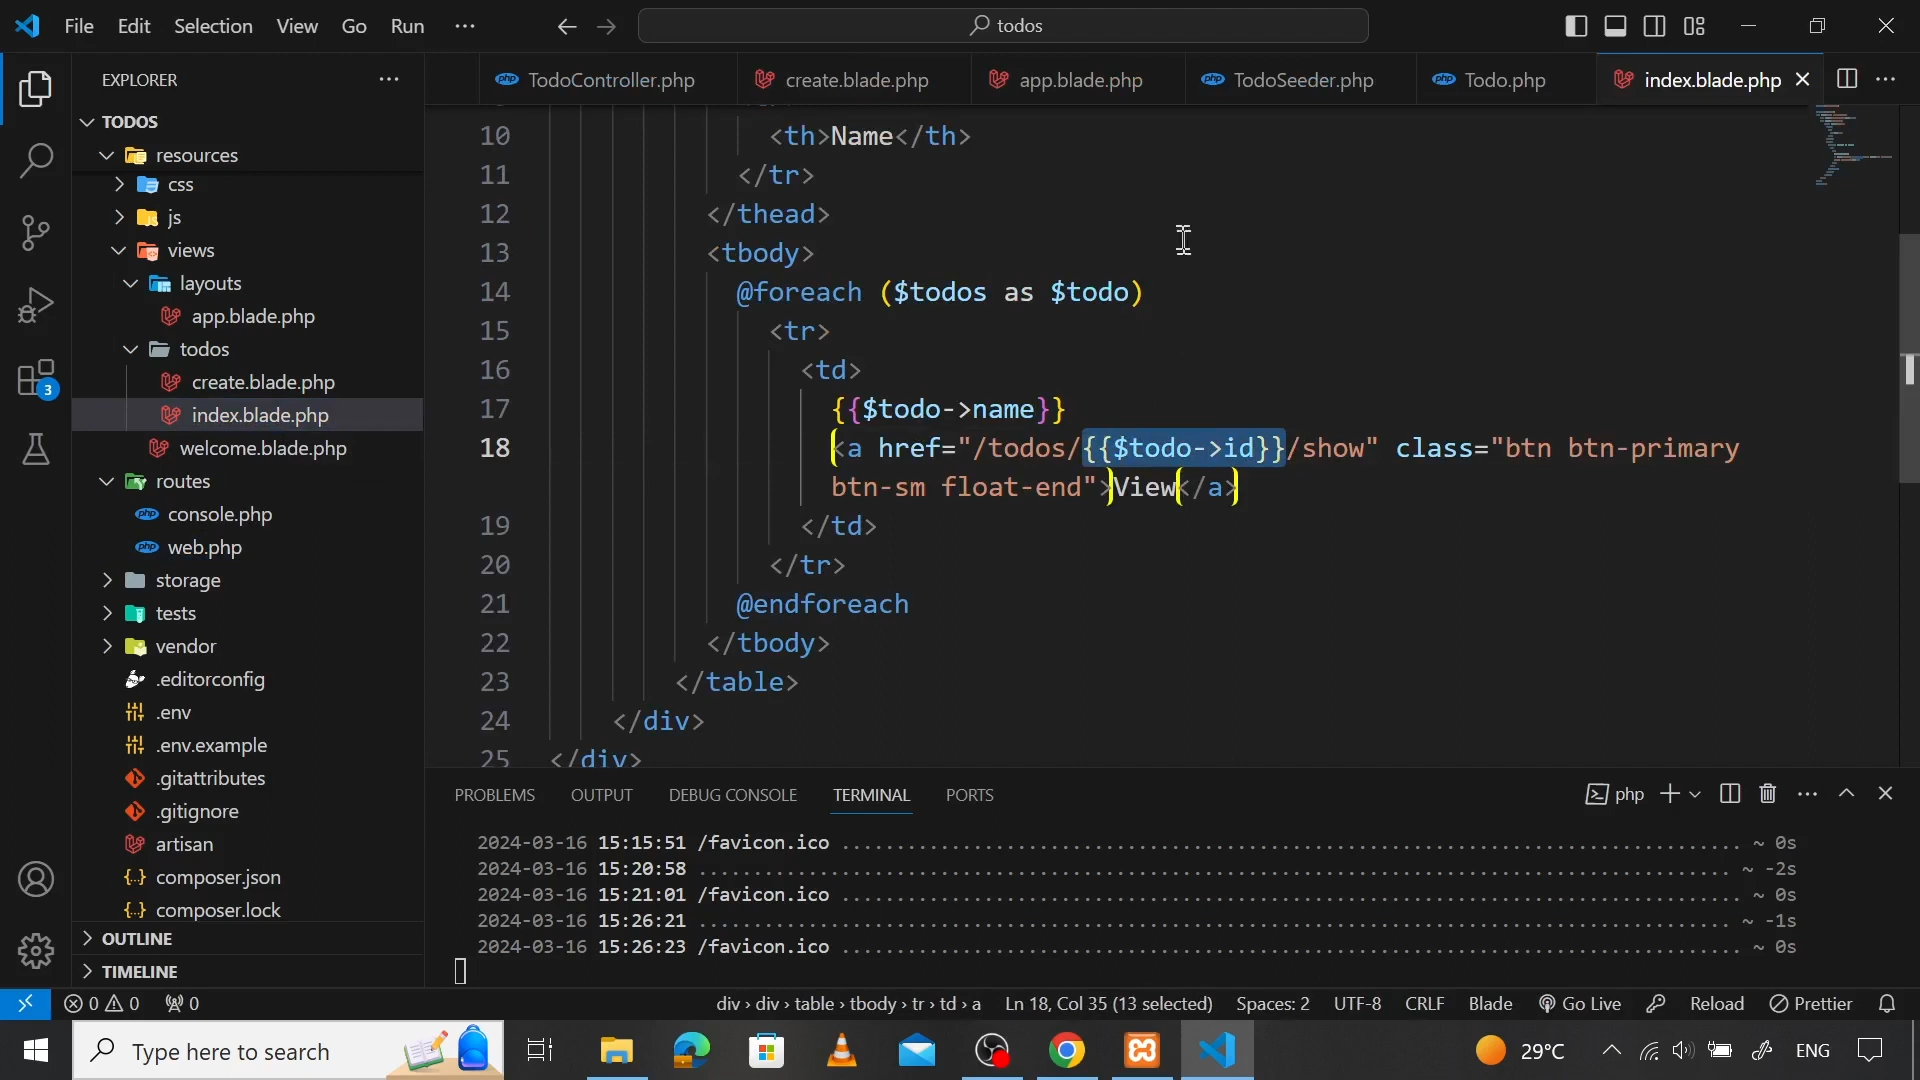 File Edit Selection View Go Run ··· todos
EXPLORER ···
TODOS
resources
css
js
views
layouts
app.blade.php
todos
create.blade.php
index.blade.php
welcome.blade.php
routes
console.php
web.php
storage
tests
vendor
.editorconfig
.env
.env.example
.gitattributes
.gitignore
artisan
composer.json
composer.lock
OUTLINE
TIMELINE
3
TodoController.php create.blade.php app.blade.php TodoSeeder.php Todo.php index.blade.php
10 <th>Name</th>
11 </tr>
12 </thead>
13 <tbody>
14 @foreach ($todos as $todo)
15 <tr>
16 <td>
17 {{$todo->name}}
18 <a href="/todos/{{$todo->id}}/show" class="btn btn-primary
btn-sm float-end">View</a>
19 </td>
20 </tr>
21 @endforeach
22 </tbody>
23 </table>
24 </div>
25 </div>
PROBLEMS OUTPUT DEBUG CONSOLE TERMINAL PORTS php
2024-03-16 15:15:51 /favicon.ico ~ 0s
2024-03-16 15:20:58 ~ -2s
2024-03-16 15:21:01 /favicon.ico ~ 0s
2024-03-16 15:26:21 ~ -1s
2024-03-16 15:26:23 /favicon.ico ~ 0s
0 0 0 div › div › table › tbody › tr › td › a Ln 18, Col 35 (13 selected) Spaces: 2 UTF-8 CRLF Blade Go Live Reload Prettier
Type here to search 29°C ENG